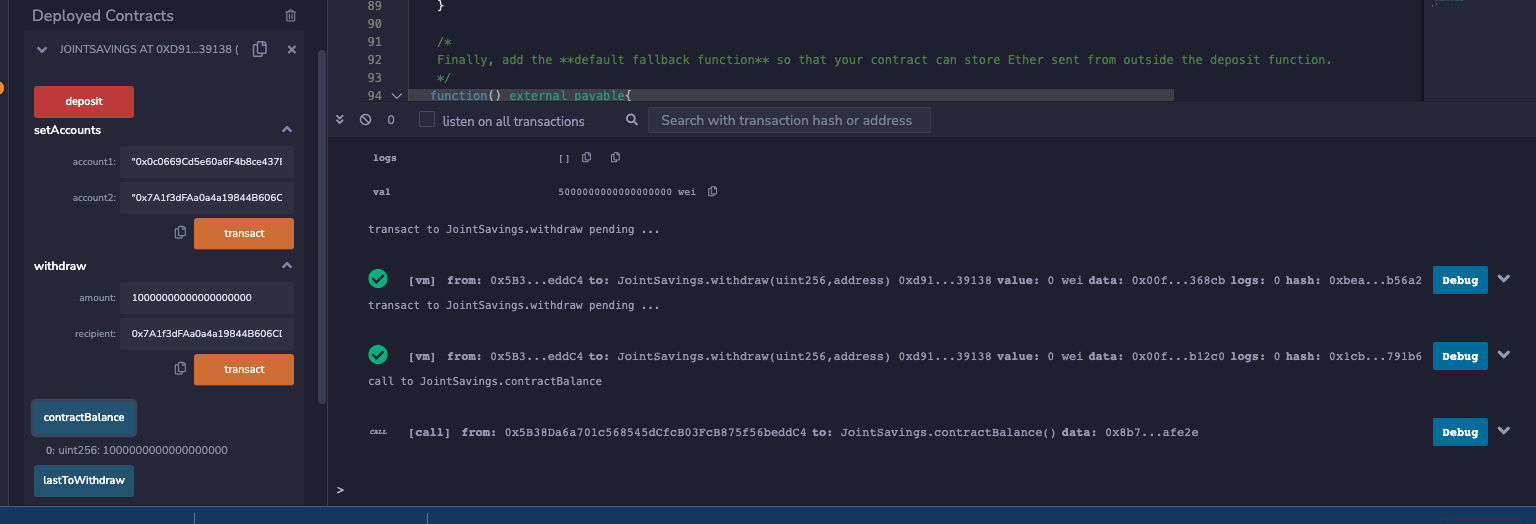 Deployed Contracts
JOINTSAVINGS AT 0XD91...39138 (
deposit
setAccounts
account1: "0x0c0669Cd5e60a6F4b8ce437E
account2: "0x7A1f3dFAa0a4a19844B606C
transact
withdraw
amount: 10000000000000000000
recipient: 0x7A1f3dFAa0a4a19844B606CD
transact
contractBalance
0: uint256: 1000000000000000000
lastToWithdraw
89 }
90
91 /*
92 Finally, add the **default fallback function** so that your contract can store Ether sent from outside the deposit function.
93 */
94 function() external payable{
0 listen on all transactions Search with transaction hash or address
logs []
val 5000000000000000000 wei
transact to JointSavings.withdraw pending ...
[vm] from: 0x5B3...eddC4 to: JointSavings.withdraw(uint256,address) 0xd91...39138 value: 0 wei data: 0x00f...368cb logs: 0 hash: 0xbea...b56a2 Debug
transact to JointSavings.withdraw pending ...
[vm] from: 0x5B3...eddC4 to: JointSavings.withdraw(uint256,address) 0xd91...39138 value: 0 wei data: 0x00f...b12c0 logs: 0 hash: 0x1cb...791b6 Debug
call to JointSavings.contractBalance
CALL [call] from: 0x5B38Da6a701c568545dCfcB03FcB875f56beddC4 to: JointSavings.contractBalance() data: 0x8b7...afe2e Debug
>